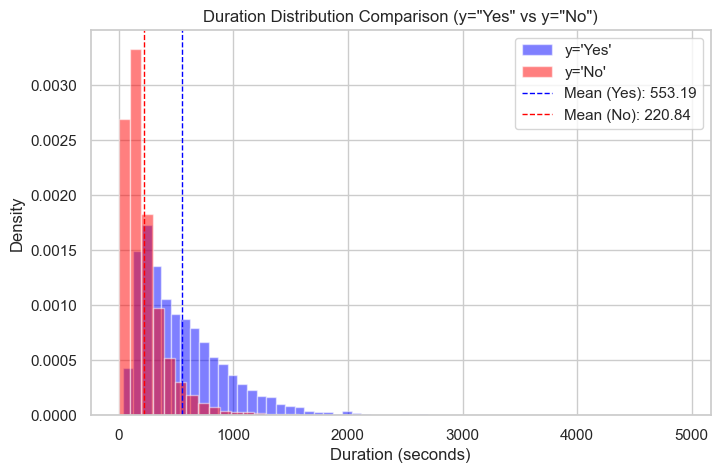 Duration Distribution Comparison (y="Yes" vs y="No")
y='Yes'
y='No'
Mean (Yes): 553.19
Mean (No): 220.84
Density
0.0030
0.0025
0.0020
0.0015
0.0010
0.0005
0.0000
0 1000 2000 3000 4000 5000
Duration (seconds)